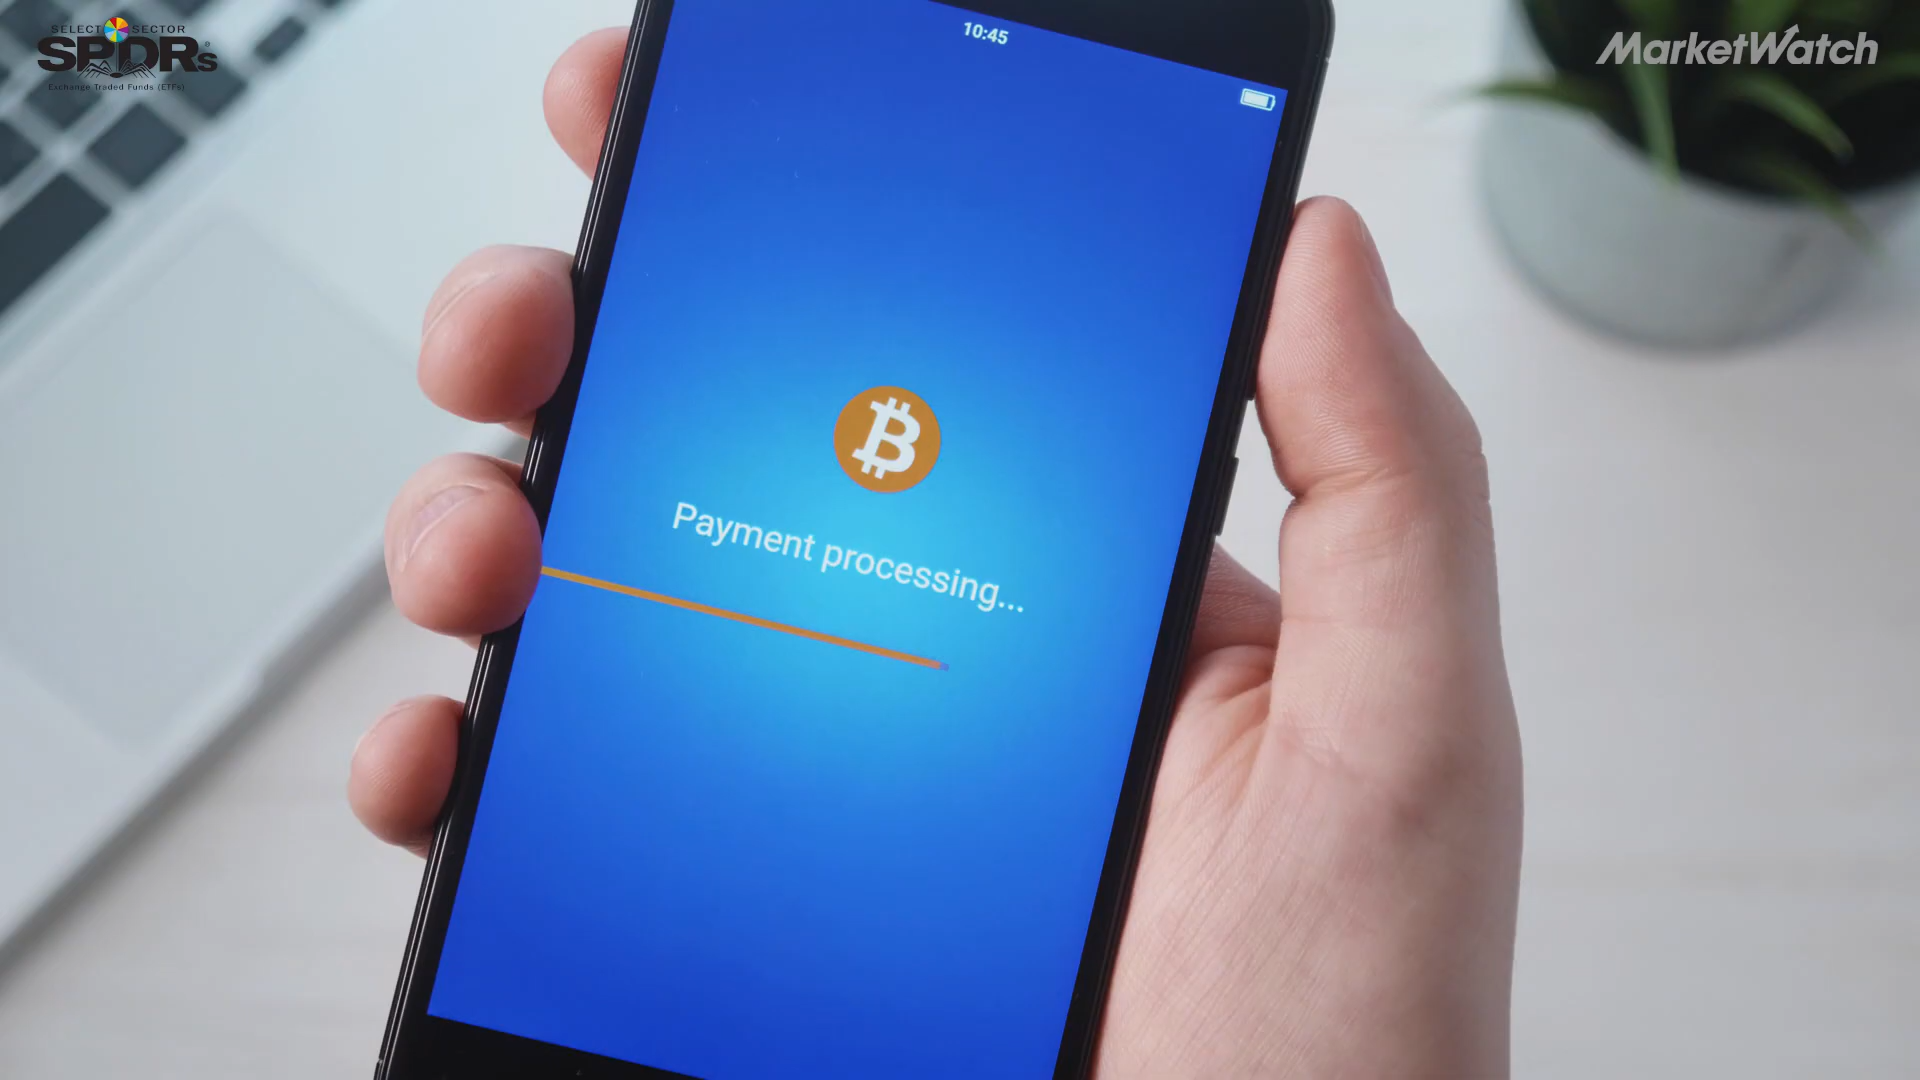 SELECT SECTOR
SPDRs
Exchange Traded Funds (ETFs)
MarketWatch
10:45
Payment processing...